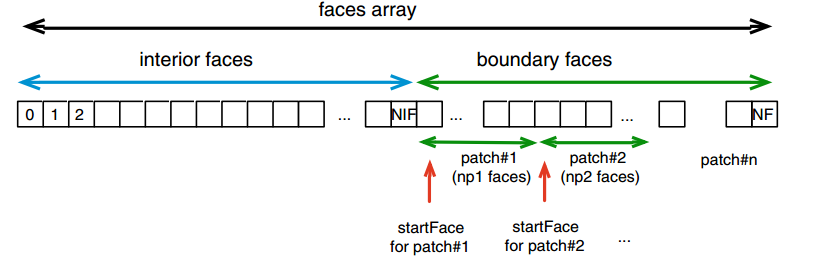 faces array
interior faces
boundary faces
0 1 2 ... NIF ... ... NF
patch#1
(np1 faces)
patch#2
(np2 faces)
patch#n
startFace
for patch#1
startFace
for patch#2
...